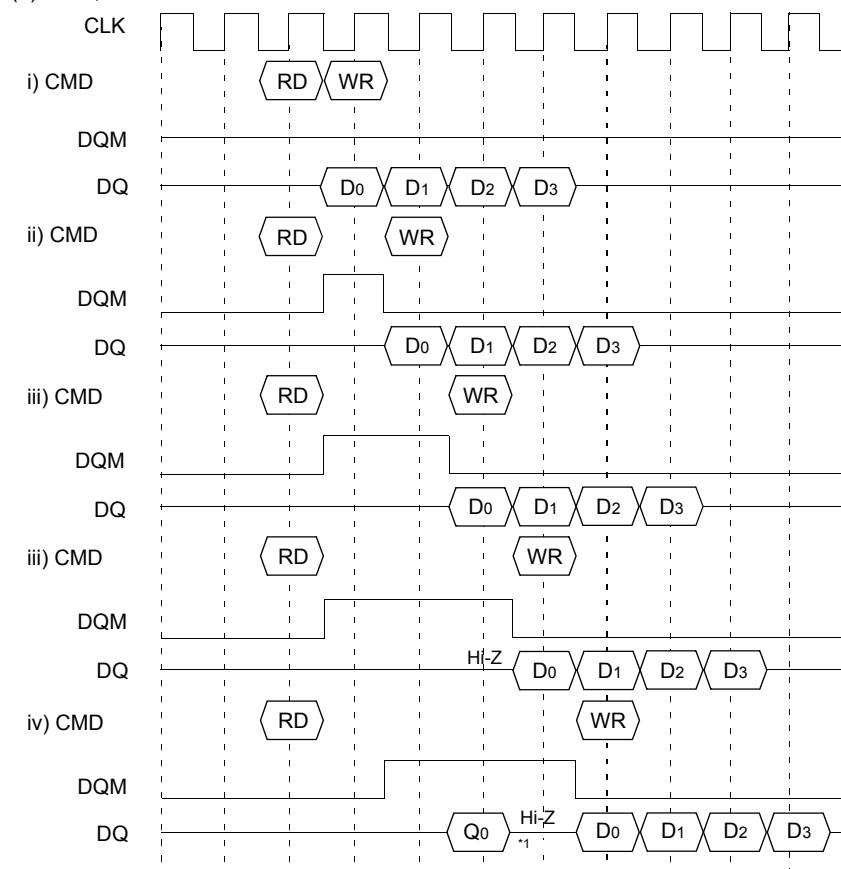 CLK
i) CMD RD WR
DQM
DQ D0 D1 D2 D3
ii) CMD RD WR
DQM
DQ D0 D1 D2 D3
iii) CMD RD WR
DQM
DQ D0 D1 D2 D3
iii) CMD RD WR
DQM
DQ Hi-Z D0 D1 D2 D3
iv) CMD RD WR
DQM
DQ Q0 Hi-Z D0 D1 D2 D3
*1